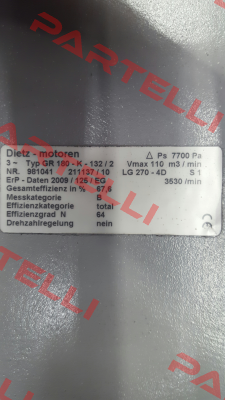 PARTELLI
Dietz - motoren
3 ~ Typ GR 150 - K - 132 / 2 △ Ps 7700 Pa
Vmax 110 m3 / min
NR. 981041 211137 / 10 LG 270 - 4D S 1
ErP - Daten 2009 / 125 / EG 3530 /min
Gesamteffizienz in % 67,6
Messkategorie B
Effizienzkategorie total
Effizienzgrad N 64
Drehzahlregelung nein
CE